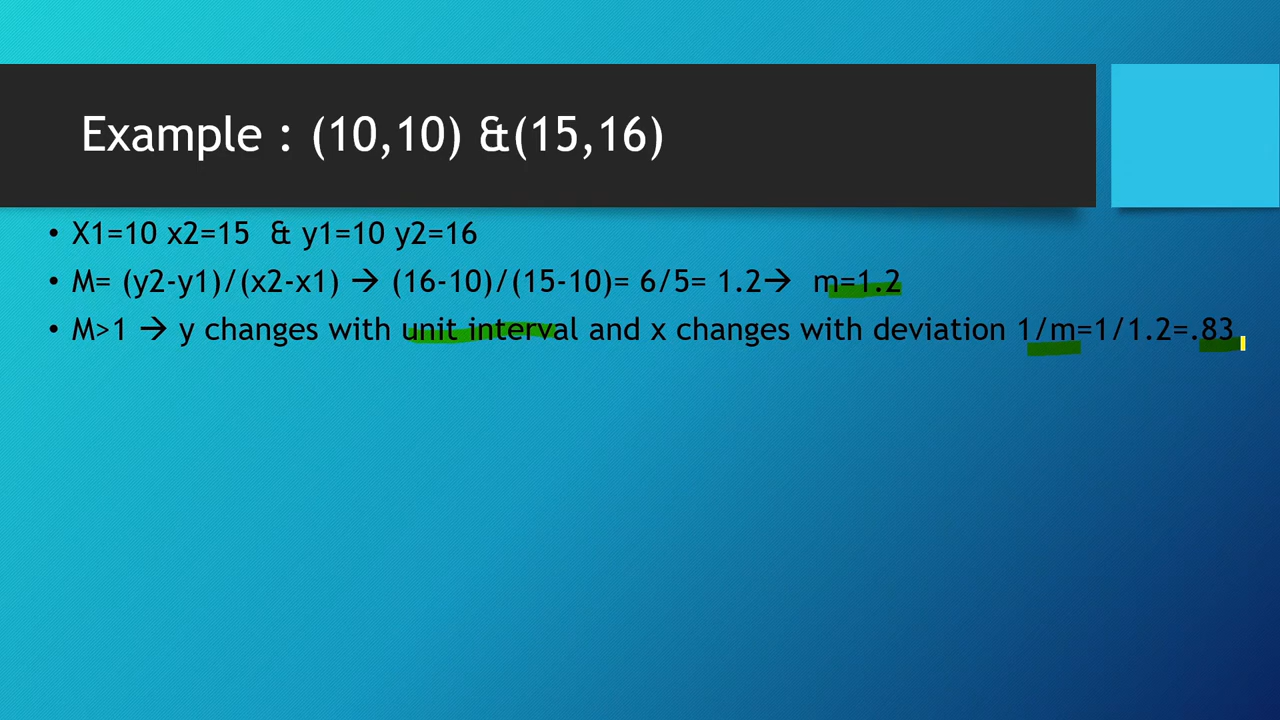 Example : (10,10) &(15,16)
• X1=10 x2=15 & y1=10 y2=16
• M= (y2-y1)/(x2-x1) → (16-10)/(15-10)= 6/5= 1.2→ m=1.2
• M>1 → y changes with unit interval and x changes with deviation 1/m=1/1.2=.83